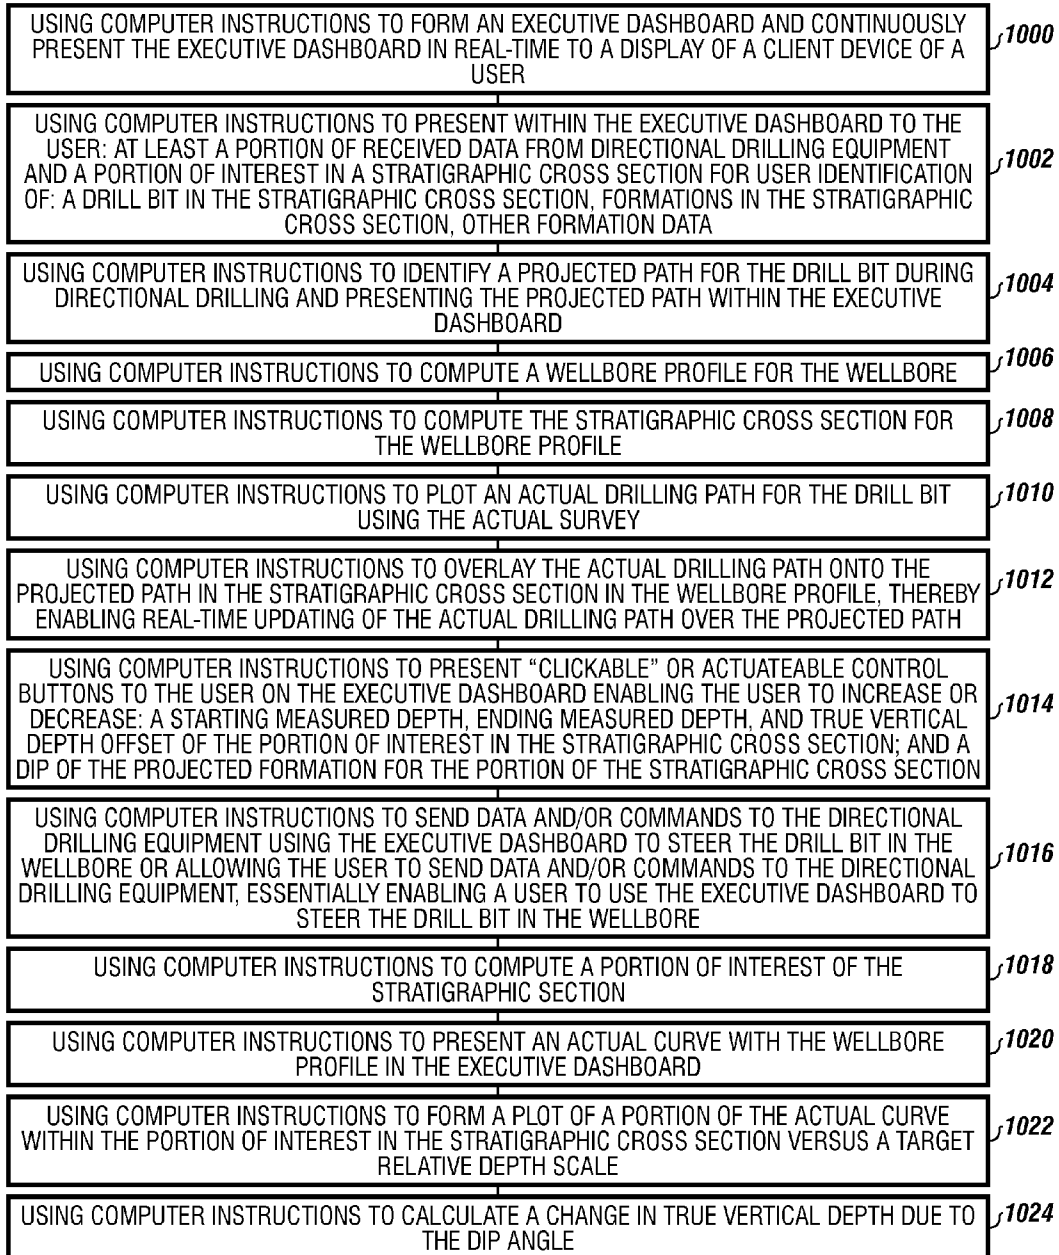 USING COMPUTER INSTRUCTIONS TO FORM AN EXECUTIVE DASHBOARD AND CONTINUOUSLY
PRESENT THE EXECUTIVE DASHBOARD IN REAL-TIME TO A DISPLAY OF A CLIENT DEVICE OF A
USER
1000
USING COMPUTER INSTRUCTIONS TO PRESENT WITHIN THE EXECUTIVE DASHBOARD TO THE
USER: AT LEAST A PORTION OF RECEIVED DATA FROM DIRECTIONAL DRILLING EQUIPMENT
AND A PORTION OF INTEREST IN A STRATIGRAPHIC CROSS SECTION FOR USER IDENTIFICATION
OF: A DRILL BIT IN THE STRATIGRAPHIC CROSS SECTION, FORMATIONS IN THE STRATIGRAPHIC
CROSS SECTION, OTHER FORMATION DATA
1002
USING COMPUTER INSTRUCTIONS TO IDENTIFY A PROJECTED PATH FOR THE DRILL BIT DURING
DIRECTIONAL DRILLING AND PRESENTING THE PROJECTED PATH WITHIN THE EXECUTIVE
DASHBOARD
1004
USING COMPUTER INSTRUCTIONS TO COMPUTE A WELLBORE PROFILE FOR THE WELLBORE
1006
USING COMPUTER INSTRUCTIONS TO COMPUTE THE STRATIGRAPHIC CROSS SECTION FOR
THE WELLBORE PROFILE
1008
USING COMPUTER INSTRUCTIONS TO PLOT AN ACTUAL DRILLING PATH FOR THE DRILL BIT
USING THE ACTUAL SURVEY
1010
USING COMPUTER INSTRUCTIONS TO OVERLAY THE ACTUAL DRILLING PATH ONTO THE
PROJECTED PATH IN THE STRATIGRAPHIC CROSS SECTION IN THE WELLBORE PROFILE, THEREBY
ENABLING REAL-TIME UPDATING OF THE ACTUAL DRILLING PATH OVER THE PROJECTED PATH
1012
USING COMPUTER INSTRUCTIONS TO PRESENT “CLICKABLE” OR ACTUATEABLE CONTROL
BUTTONS TO THE USER ON THE EXECUTIVE DASHBOARD ENABLING THE USER TO INCREASE OR
DECREASE: A STARTING MEASURED DEPTH, ENDING MEASURED DEPTH, AND TRUE VERTICAL
DEPTH OFFSET OF THE PORTION OF INTEREST IN THE STRATIGRAPHIC CROSS SECTION; AND A
DIP OF THE PROJECTED FORMATION FOR THE PORTION OF THE STRATIGRAPHIC CROSS SECTION
1014
USING COMPUTER INSTRUCTIONS TO SEND DATA AND/OR COMMANDS TO THE DIRECTIONAL
DRILLING EQUIPMENT USING THE EXECUTIVE DASHBOARD TO STEER THE DRILL BIT IN THE
WELLBORE OR ALLOWING THE USER TO SEND DATA AND/OR COMMANDS TO THE DIRECTIONAL
DRILLING EQUIPMENT, ESSENTIALLY ENABLING A USER TO USE THE EXECUTIVE DASHBOARD TO
STEER THE DRILL BIT IN THE WELLBORE
1016
USING COMPUTER INSTRUCTIONS TO COMPUTE A PORTION OF INTEREST OF THE
STRATIGRAPHIC SECTION
1018
USING COMPUTER INSTRUCTIONS TO PRESENT AN ACTUAL CURVE WITH THE WELLBORE
PROFILE IN THE EXECUTIVE DASHBOARD
1020
USING COMPUTER INSTRUCTIONS TO FORM A PLOT OF A PORTION OF THE ACTUAL CURVE
WITHIN THE PORTION OF INTEREST IN THE STRATIGRAPHIC CROSS SECTION VERSUS A TARGET
RELATIVE DEPTH SCALE
1022
USING COMPUTER INSTRUCTIONS TO CALCULATE A CHANGE IN TRUE VERTICAL DEPTH DUE TO
THE DIP ANGLE
1024